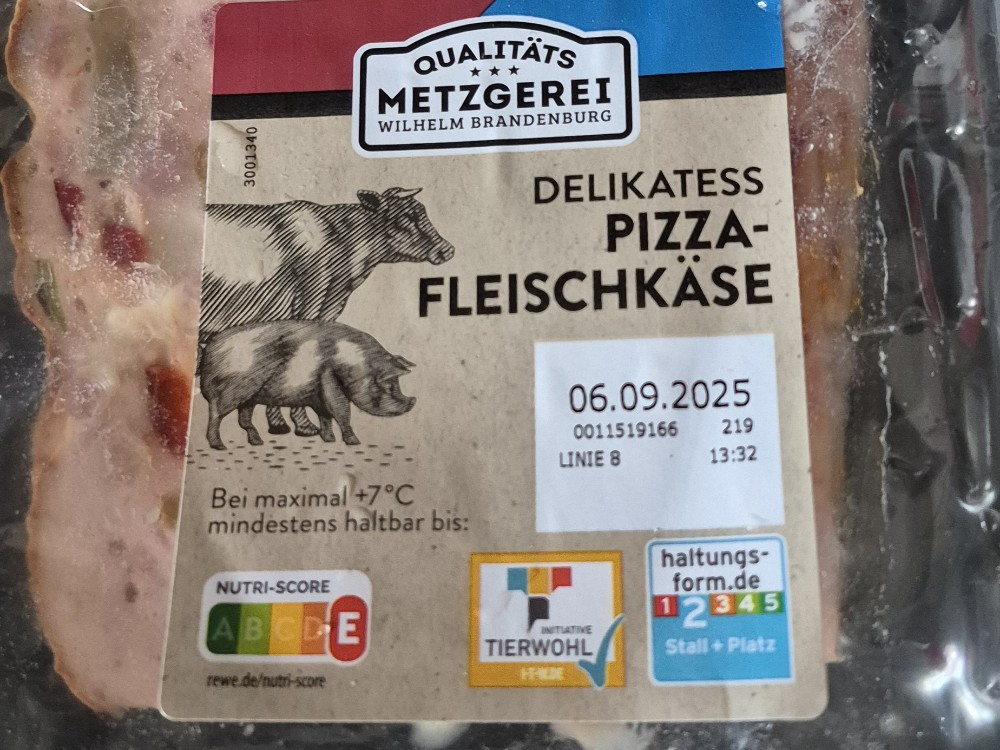 QUALITÄTS
METZGEREI
WILHELM BRANDENBURG
3001340
DELIKATESS
PIZZA-
FLEISCHKÄSE
06.09.2025
0011519166 219
LINIE 8 13:32
Bei maximal +7°C
mindestens haltbar bis:
NUTRI-SCORE
A B C D E
rewe.de/nutri-score
INITIATIVE
TIERWOHL
I-T-W.DE
haltungs-
form.de
1 2 3 4 5
Stall + Platz